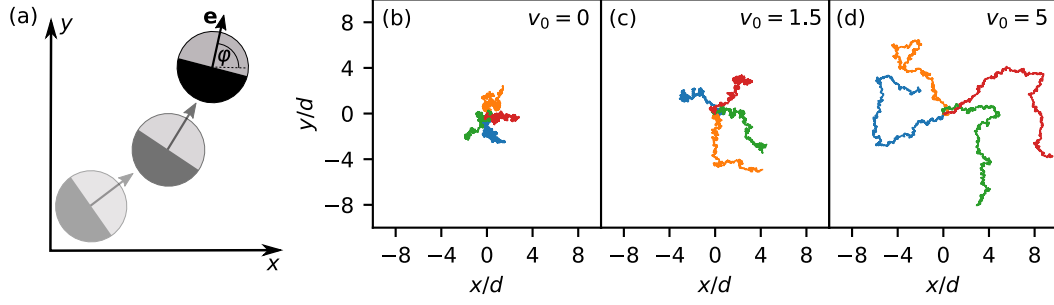 (a)
y
e
φ
x
(b)
v₀ = 0
(c)
v₀ = 1.5
(d)
v₀ = 5
y/d
8
4
0
−4
−8
−8 −4 0 4 8
−8 −4 0 4 8
−8 −4 0 4 8
x/d
x/d
x/d